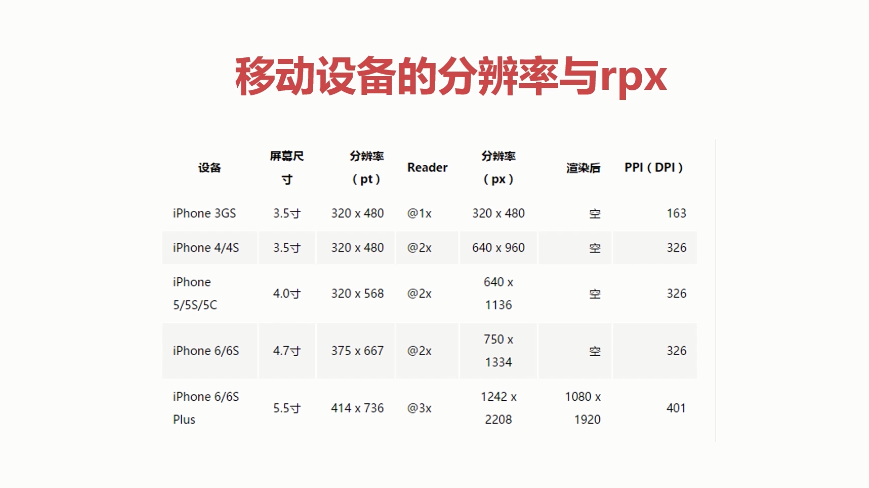 移动设备的分辨率与rpx
设备 屏幕尺寸 分辨率（pt） Reader 分辨率（px） 渲染后 PPI（DPI）
iPhone 3GS 3.5寸 320 x 480 @1x 320 x 480 空 163
iPhone 4/4S 3.5寸 320 x 480 @2x 640 x 960 空 326
iPhone 5/5S/5C 4.0寸 320 x 568 @2x 640 x 1136 空 326
iPhone 6/6S 4.7寸 375 x 667 @2x 750 x 1334 空 326
iPhone 6/6S Plus 5.5寸 414 x 736 @3x 1242 x 2208 1080 x 1920 401